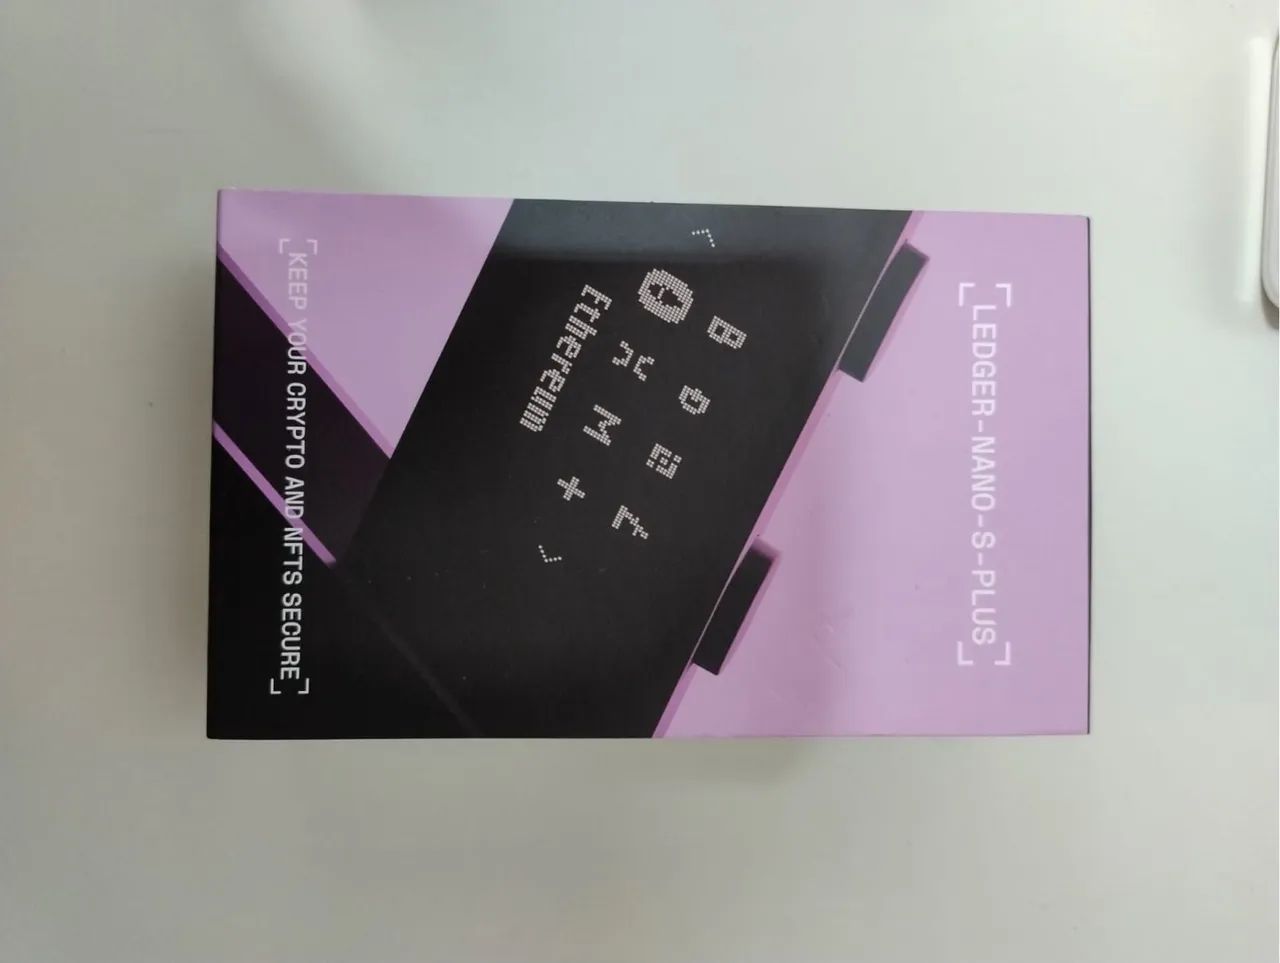 [LEDGER-NANO-S-PLUS]
Ethereum
[KEEP YOUR CRYPTO AND NFTS SECURE]